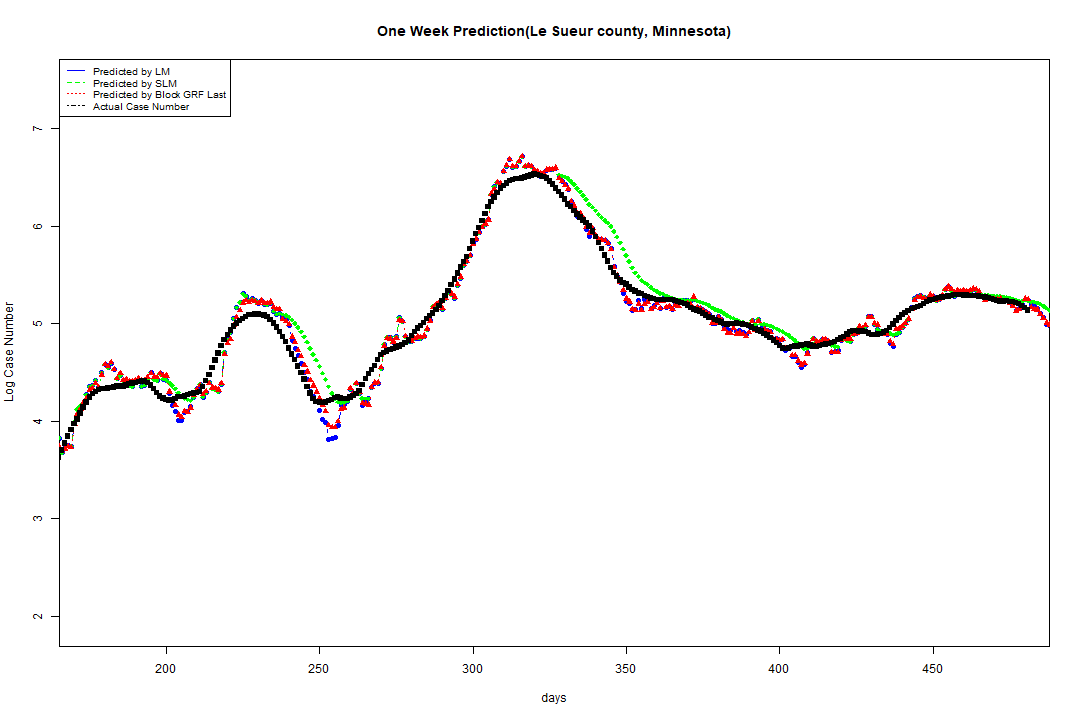 One Week Prediction(Le Sueur county, Minnesota)
Predicted by LM
Predicted by SLM
Predicted by Block GRF Last
Actual Case Number
7
6
5
4
3
2
Log Case Number
200 250 300 350 400 450
days